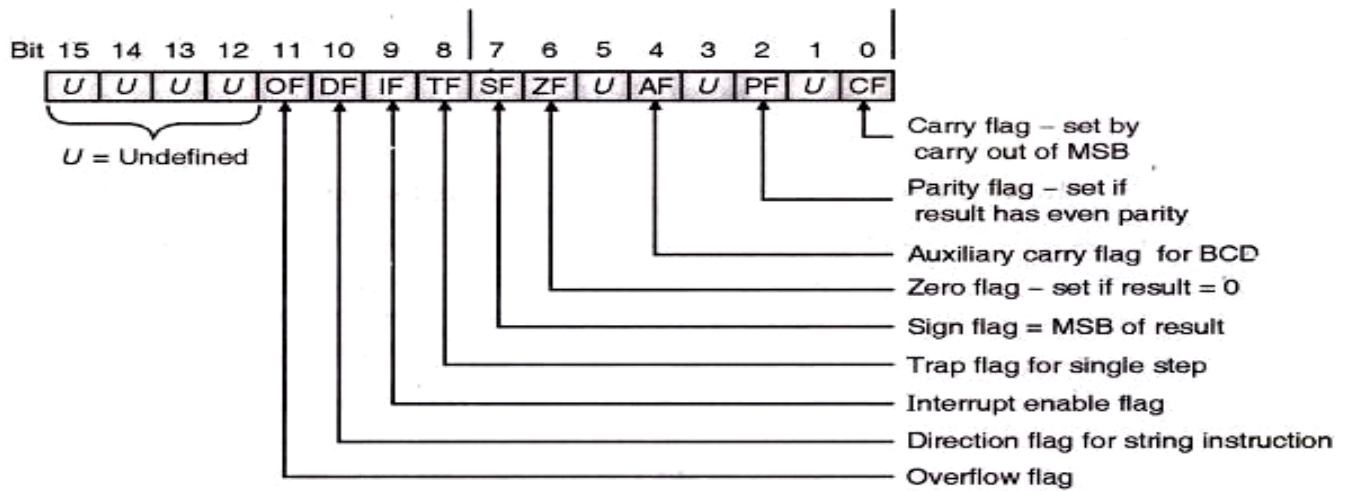 Bit 15 14 13 12 11 10 9 8 7 6 5 4 3 2 1 0
U U U U OF DF IF TF SF ZF U AF U PF U CF
U = Undefined
Carry flag – set by
carry out of MSB
Parity flag – set if
result has even parity
Auxiliary carry flag for BCD
Zero flag – set if result = 0
Sign flag = MSB of result
Trap flag for single step
Interrupt enable flag
Direction flag for string instruction
Overflow flag